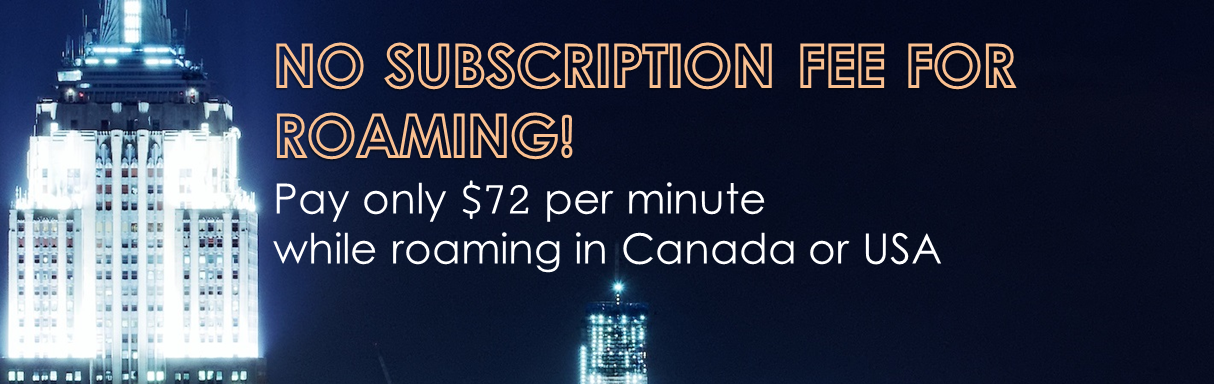 NO SUBSCRIPTION FEE FOR
ROAMING!
Pay only $72 per minute
while roaming in Canada or USA